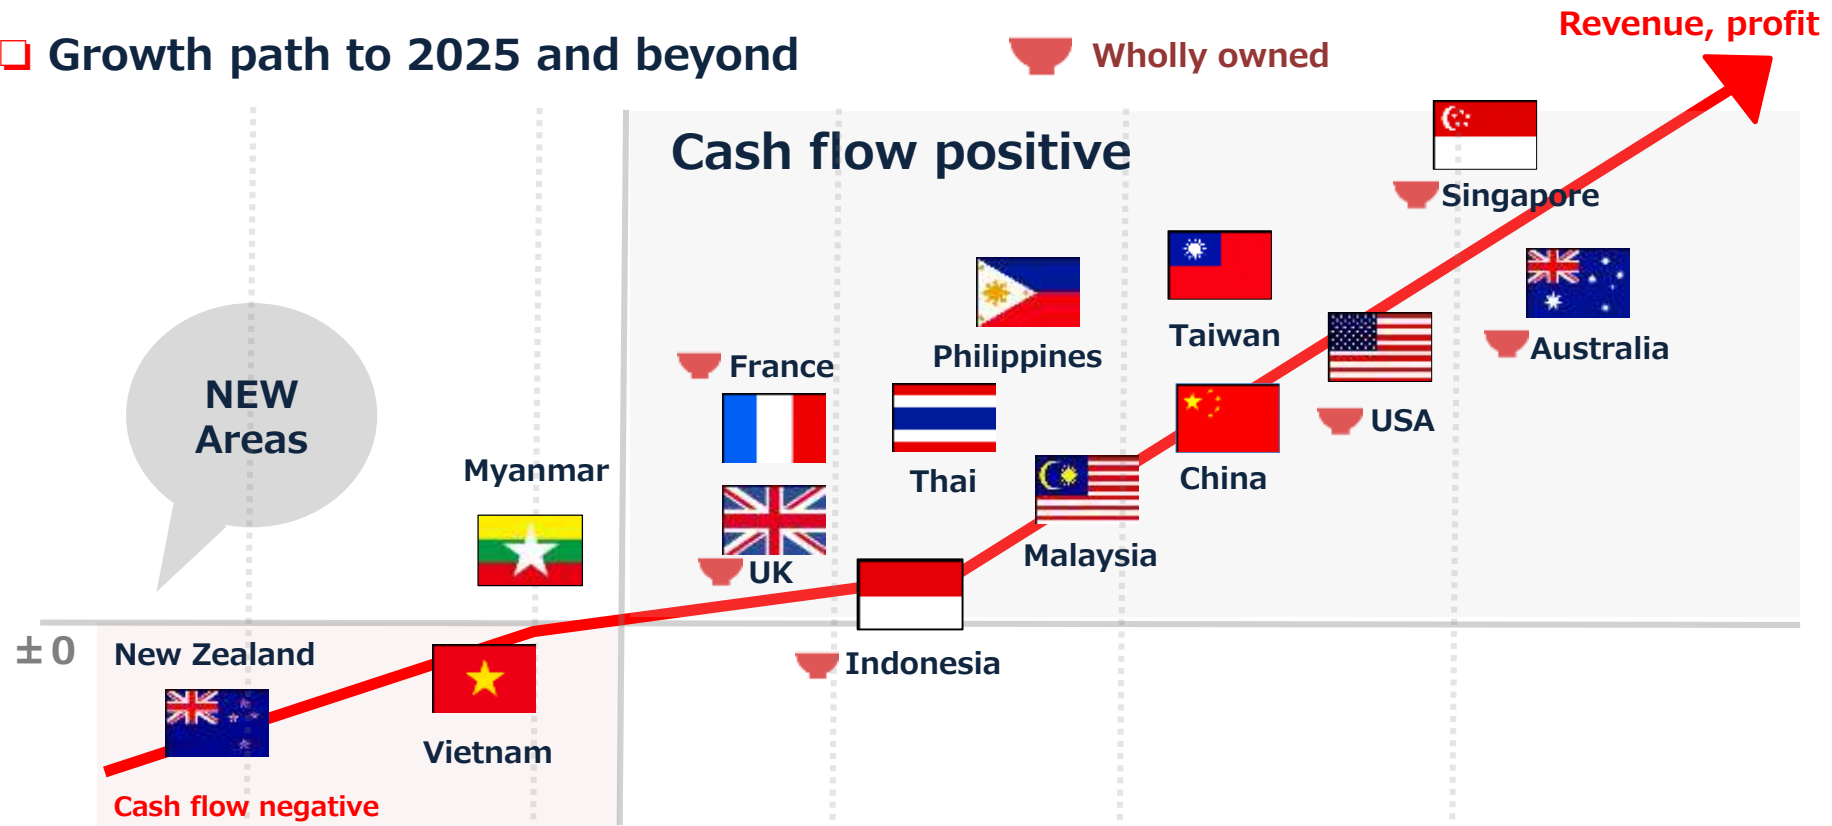 Growth path to 2025 and beyond
Wholly owned
Revenue, profit
Cash flow positive
Singapore
Taiwan
Australia
Philippines
France
USA
NEW
Areas
Myanmar
Thai
China
Malaysia
UK
±0
New Zealand
Indonesia
Vietnam
Cash flow negative